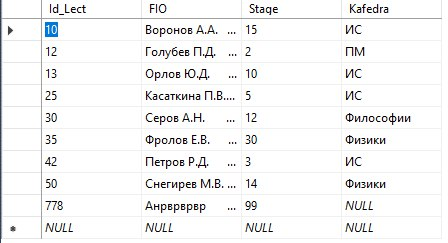 Id_Lect FIO Stage Kafedra
10 Воронов А.А. ... 15 ИС
12 Голубев П.Д. ... 2 ПМ
13 Орлов Ю.Д. ... 10 ИС
25 Касаткина П.В.... 5 ИС
30 Серов А.Н. ... 12 Философии
35 Фролов Е.В. ... 30 Физики
42 Петров Р.Д. ... 3 ИС
50 Снегирев М.В. ... 14 Физики
778 Анрврврвр ... 99 NULL
NULL NULL NULL NULL